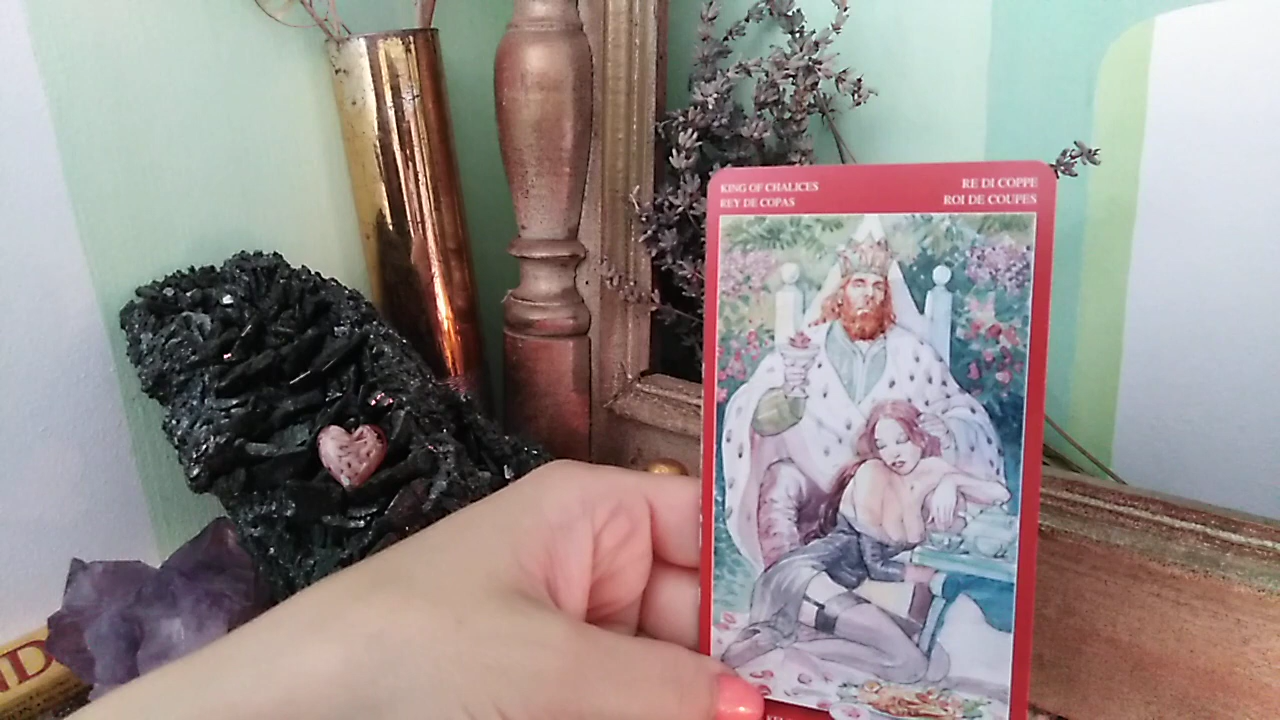 KING OF CHALICES
REY DE COPAS
RE DI COPPE
ROI DE COUPES